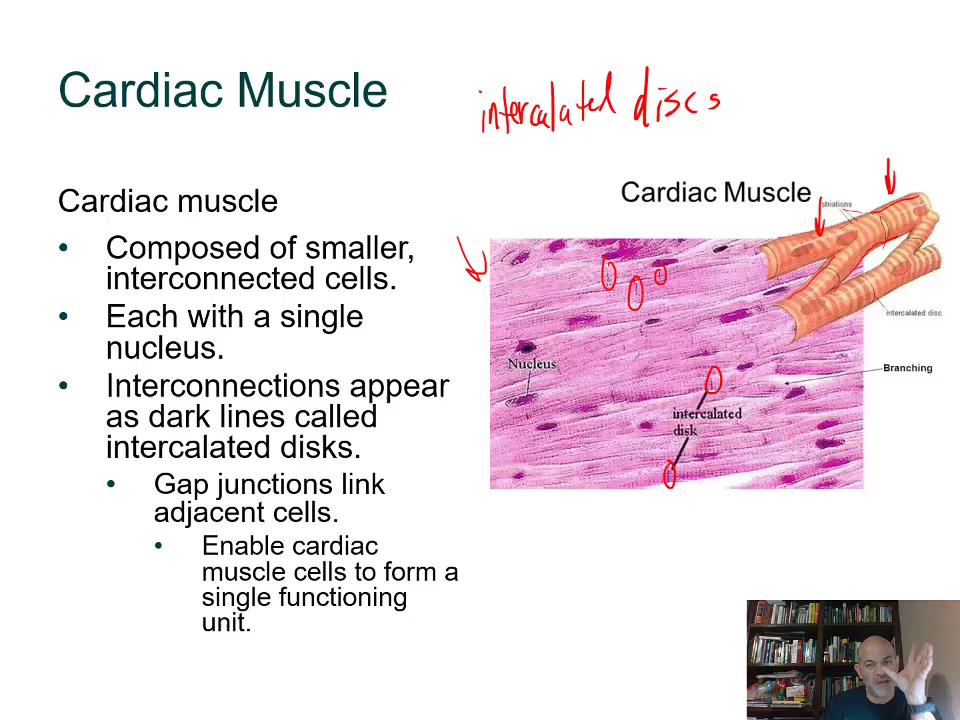 Cardiac Muscle
intercalated discs
Cardiac muscle
• Composed of smaller,
interconnected cells.
• Each with a single
nucleus.
• Interconnections appear
as dark lines called
intercalated disks.
• Gap junctions link
adjacent cells.
• Enable cardiac
muscle cells to form a
single functioning
unit.
Cardiac Muscle
striations
intercalated disc
Nucleus
Branching
intercalated
disk